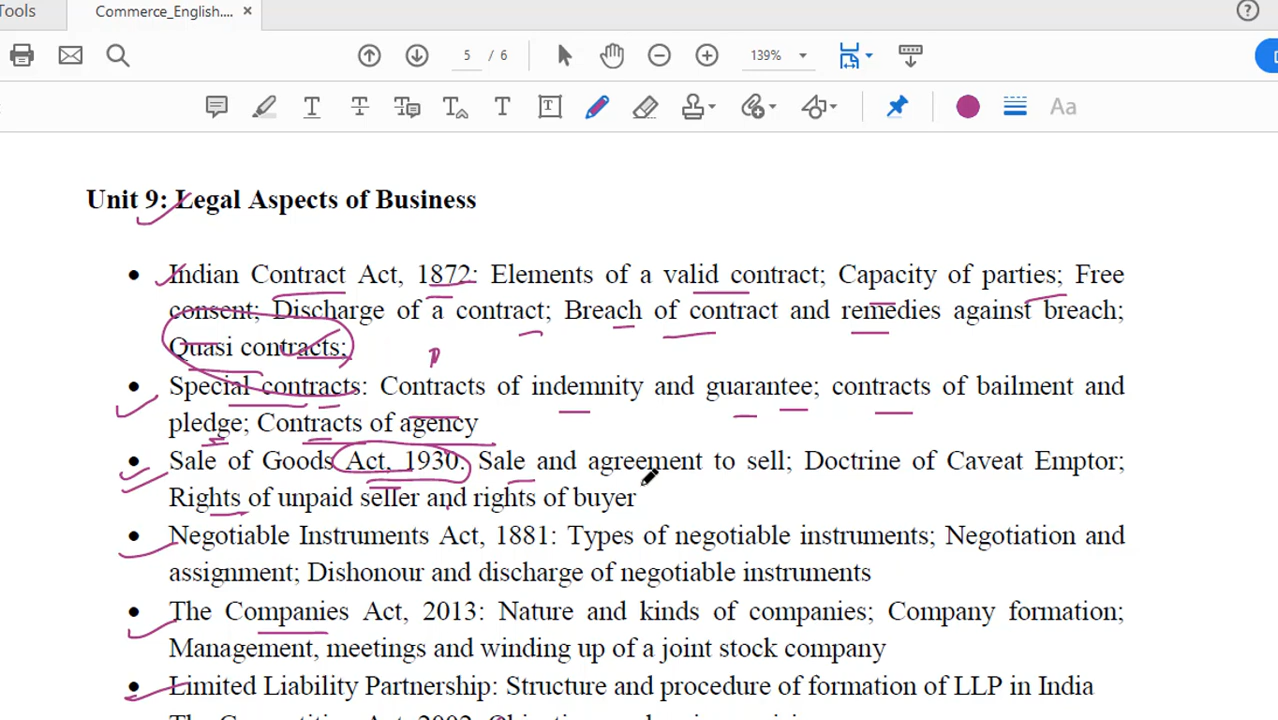 Tools
Commerce_English.... ×
5 / 6
139%
Aa
Unit 9: Legal Aspects of Business
• Indian Contract Act, 1872: Elements of a valid contract; Capacity of parties; Free
consent; Discharge of a contract; Breach of contract and remedies against breach;
Quasi contracts;
• Special contracts: Contracts of indemnity and guarantee; contracts of bailment and
pledge; Contracts of agency
• Sale of Goods Act, 1930: Sale and agreement to sell; Doctrine of Caveat Emptor;
Rights of unpaid seller and rights of buyer
• Negotiable Instruments Act, 1881: Types of negotiable instruments; Negotiation and
assignment; Dishonour and discharge of negotiable instruments
• The Companies Act, 2013: Nature and kinds of companies; Company formation;
Management, meetings and winding up of a joint stock company
• Limited Liability Partnership: Structure and procedure of formation of LLP in India